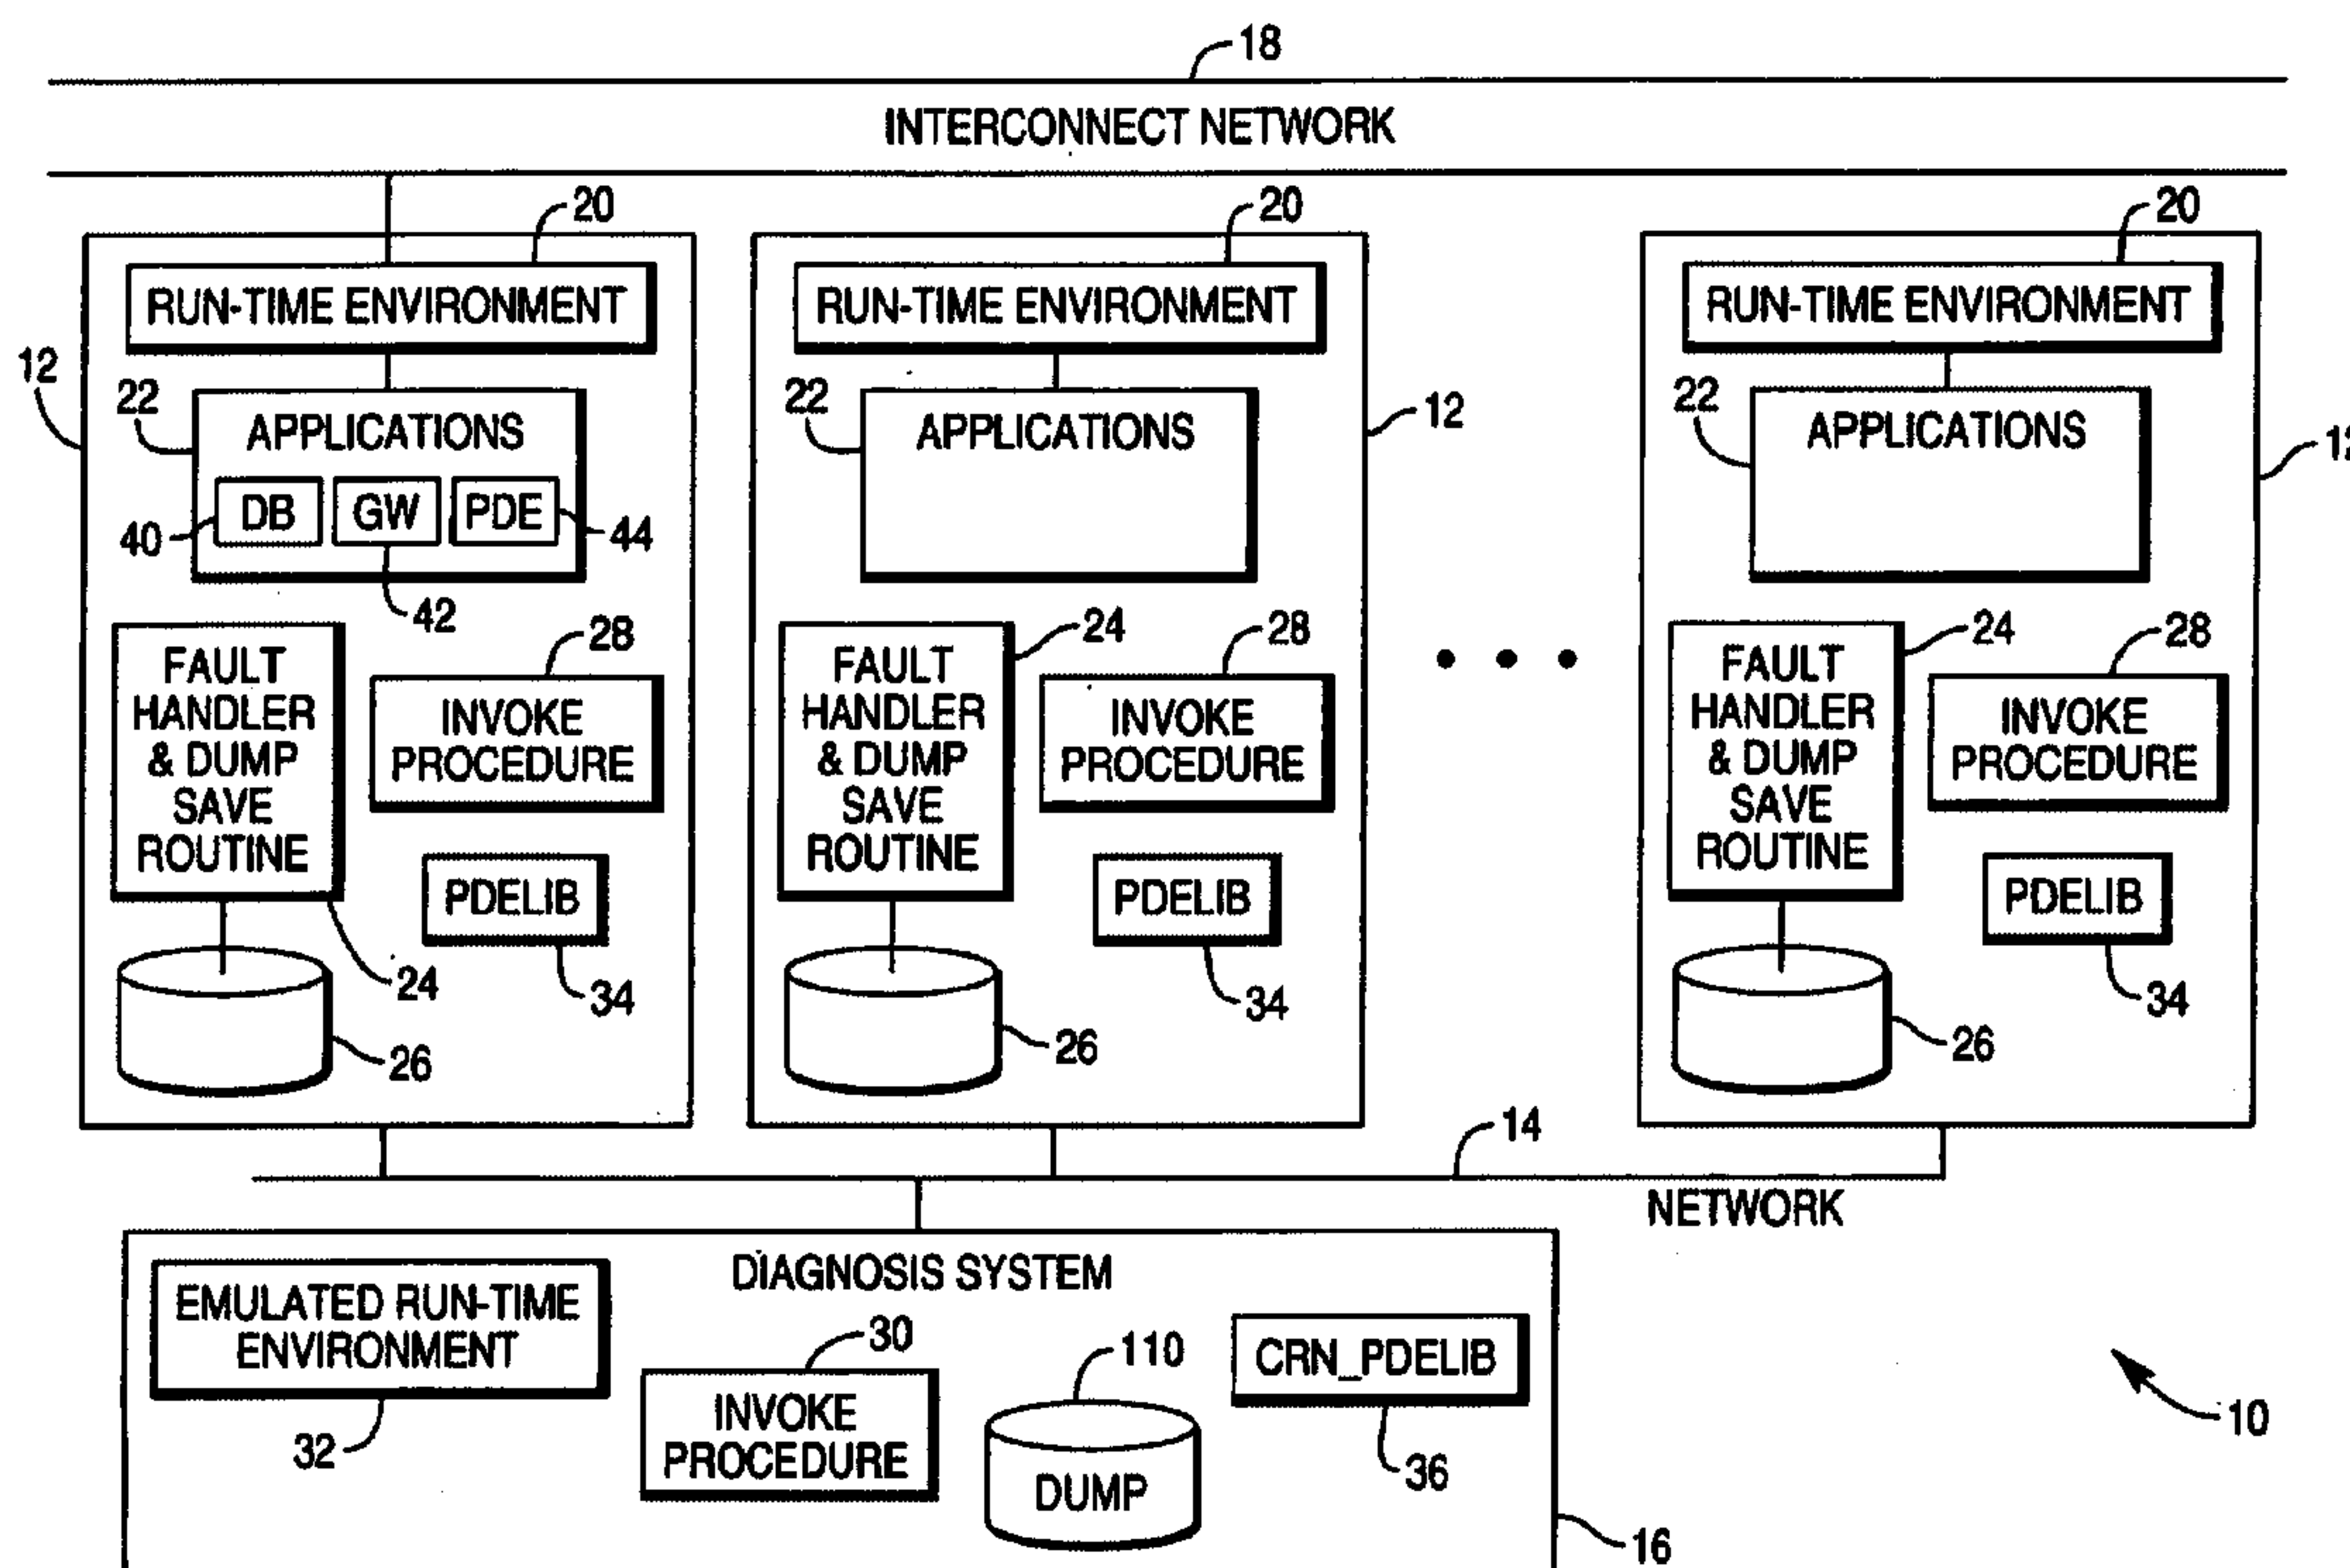 18
INTERCONNECT NETWORK
20
20
20
RUN-TIME ENVIRONMENT
RUN-TIME ENVIRONMENT
RUN-TIME ENVIRONMENT
12
22
APPLICATIONS
DB
GW
PDE
40
44
42
22
APPLICATIONS
12
22
APPLICATIONS
12
FAULT
HANDLER
& DUMP
SAVE
ROUTINE
28
INVOKE
PROCEDURE
PDELIB
24
34
26
FAULT
HANDLER
& DUMP
SAVE
ROUTINE
24
28
INVOKE
PROCEDURE
PDELIB
34
26
FAULT
HANDLER
& DUMP
SAVE
ROUTINE
24
28
INVOKE
PROCEDURE
PDELIB
34
26
14
NETWORK
DIAGNOSIS SYSTEM
EMULATED RUN-TIME
ENVIRONMENT
32
30
INVOKE
PROCEDURE
110
DUMP
CRN_PDELIB
36
10
16